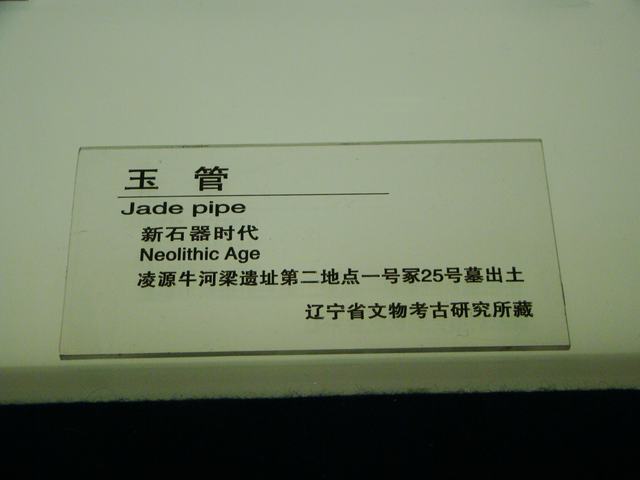 玉管
Jade pipe
新石器时代
Neolithic Age
凌源牛河梁遗址第二地点一号冢25号墓出土
辽宁省文物考古研究所藏